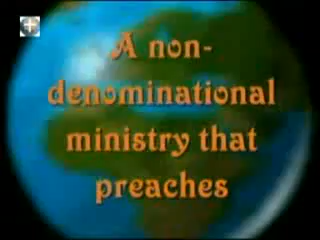 A non-
denominational
ministry that
preaches